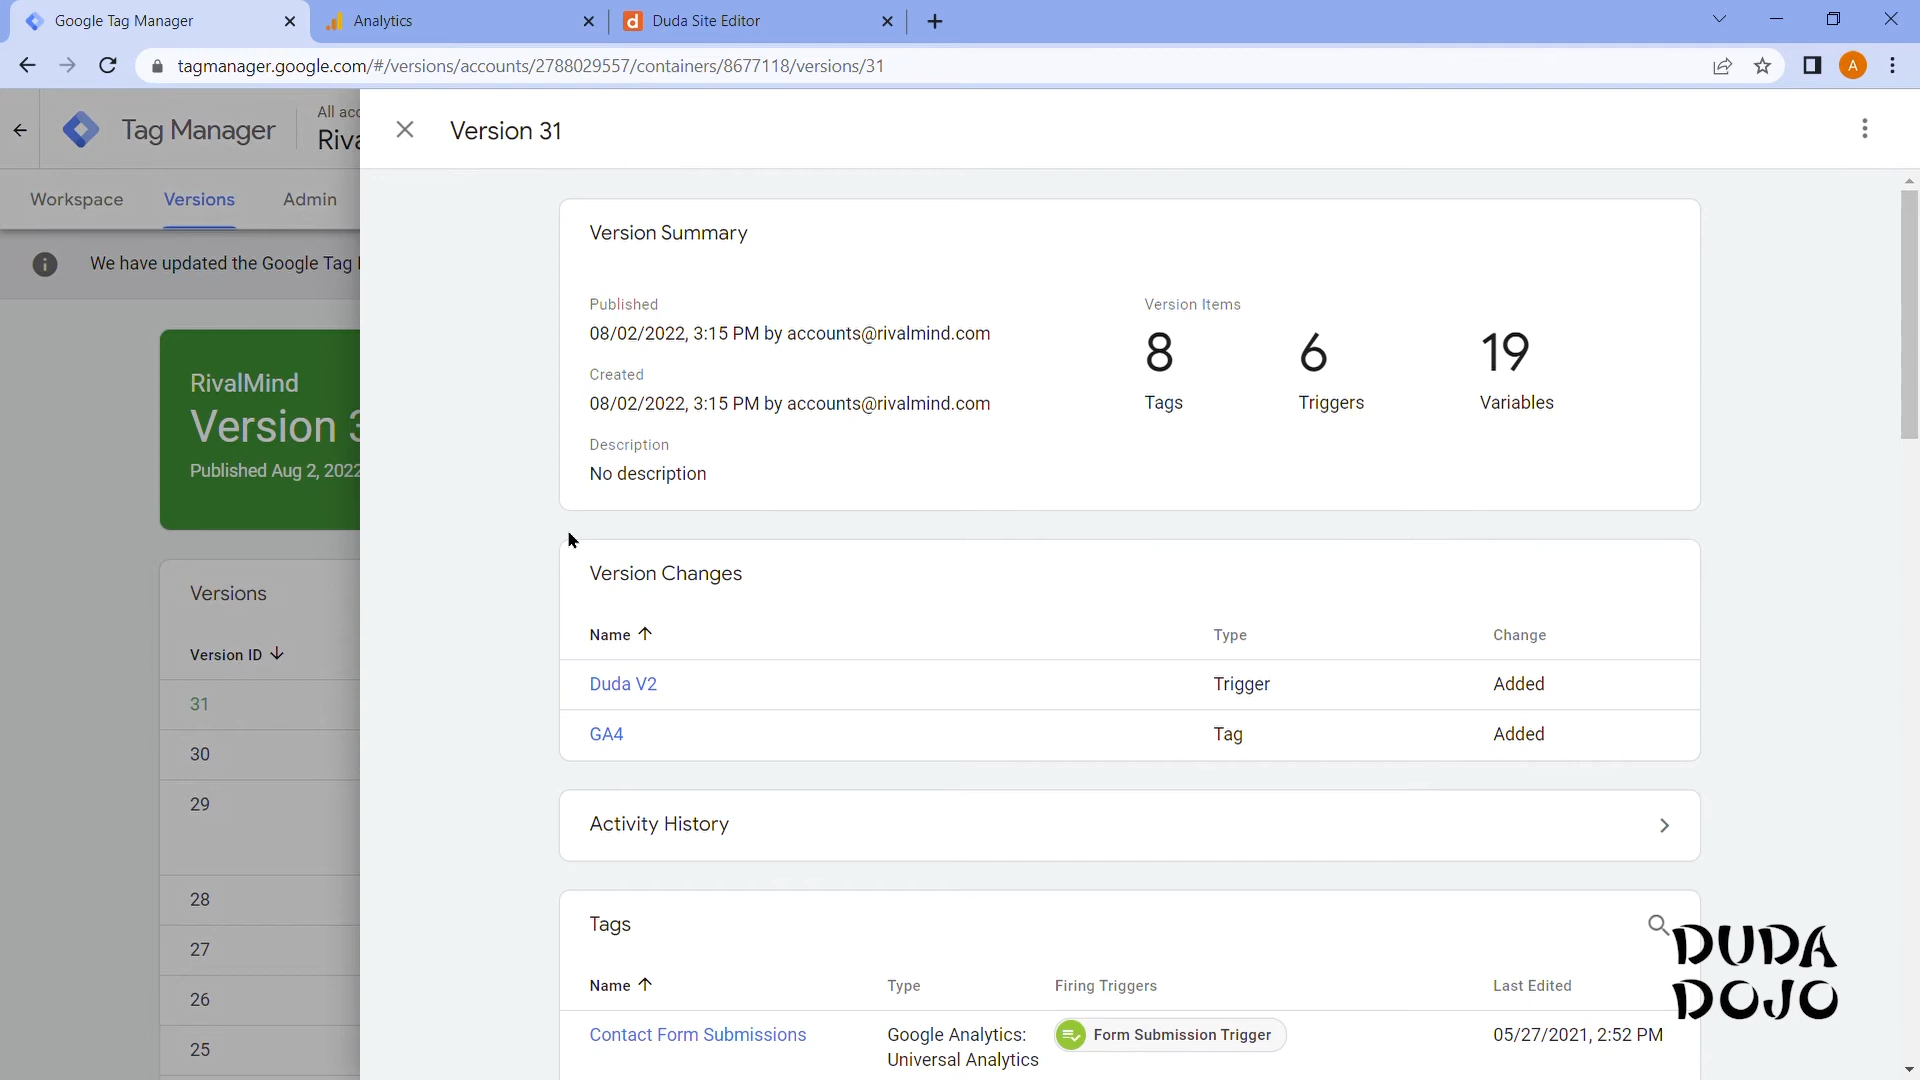 Google Tag Manager
Analytics
Duda Site Editor
tagmanager.google.com/#/versions/accounts/2788029557/containers/8677118/versions/31
A
Tag Manager
All acc
Riva
Workspace
Versions
Admin
We have updated the Google Tag
RivalMind
Version 3
Published Aug 2, 2022
Versions
Version ID
31
30
29
28
27
26
25
Version 31
Version Summary
Published
08/02/2022, 3:15 PM by accounts@rivalmind.com
Created
08/02/2022, 3:15 PM by accounts@rivalmind.com
Description
No description
Version Items
8
Tags
6
Triggers
19
Variables
Version Changes
Name
Type
Change
Duda V2
Trigger
Added
GA4
Tag
Added
Activity History
Tags
Name
Type
Firing Triggers
Last Edited
Contact Form Submissions
Google Analytics:
Universal Analytics
Form Submission Trigger
05/27/2021, 2:52 PM
DUDA
DOJO